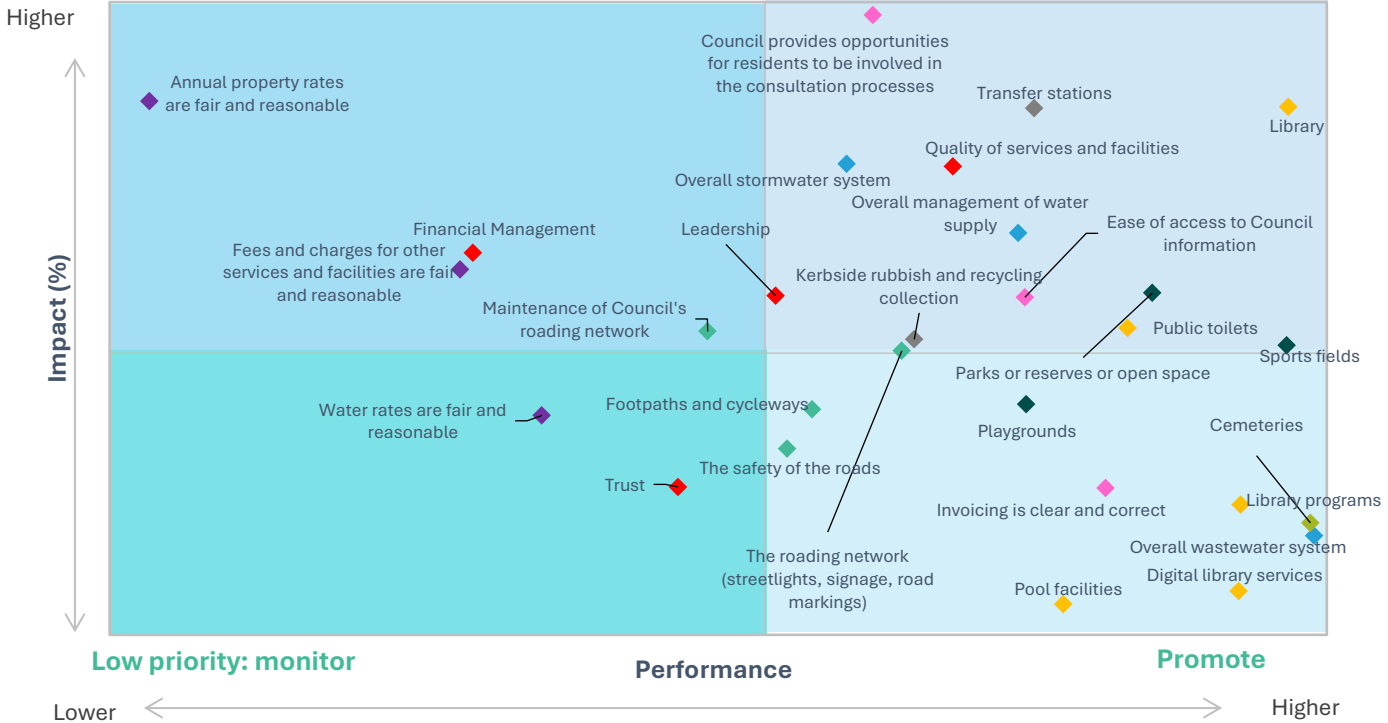 Higher
Council provides opportunities
for residents to be involved in
the consultation processes
Annual property rates
are fair and reasonable
Transfer stations
Library
Quality of services and facilities
Overall stormwater system
Overall management of water
supply
Ease of access to Council
information
Financial Management
Leadership
Fees and charges for other
services and facilities are fair
and reasonable
Kerbside rubbish and recycling
collection
Maintenance of Council's
roading network
Public toilets
Sports fields
Parks or reserves or open space
Impact (%)
Water rates are fair and
reasonable
Footpaths and cycleways
Playgrounds
Cemeteries
The safety of the roads
Trust
Library programs
Invoicing is clear and correct
Overall wastewater system
The roading network
(streetlights, signage, road
markings)
Digital library services
Pool facilities
Low priority: monitor
Performance
Promote
Lower
Higher